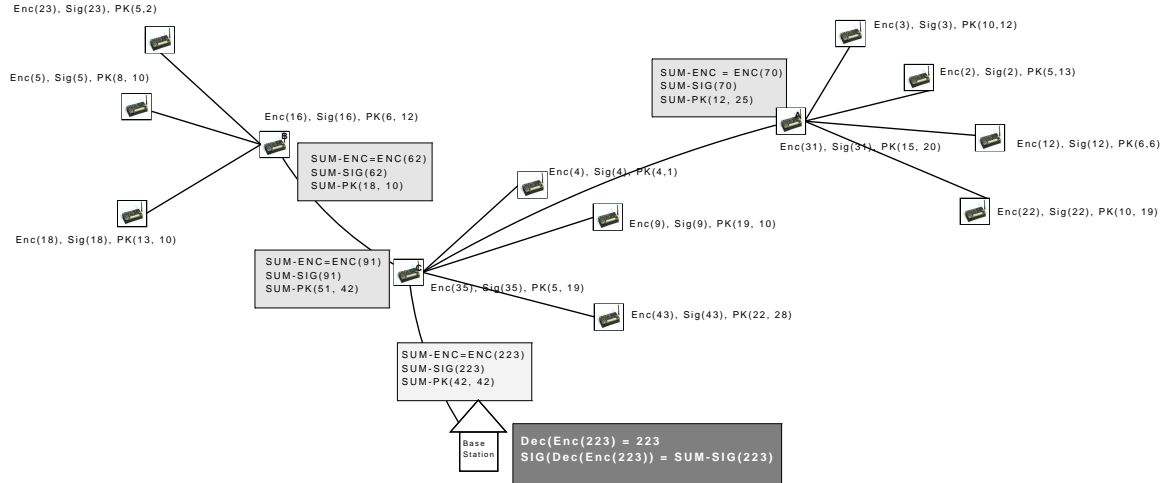 Enc(23), Sig(23), PK(5,2)
Enc(5), Sig(5), PK(8, 10)
Enc(16), Sig(16), PK(6, 12)
B
SUM-ENC=ENC(62)
SUM-SIG(62)
SUM-PK(18, 10)
Enc(18), Sig(18), PK(13, 10)
Enc(3), Sig(3), PK(10,12)
SUM-ENC = ENC(70)
SUM-SIG(70)
SUM-PK(12, 25)
Enc(2), Sig(2), PK(5,13)
A
Enc(31), Sig(31), PK(15, 20)
Enc(12), Sig(12), PK(6,6)
Enc(22), Sig(22), PK(10, 19)
Enc(4), Sig(4), PK(4,1)
Enc(9), Sig(9), PK(19, 10)
SUM-ENC=ENC(91)
SUM-SIG(91)
SUM-PK(51, 42)
C
Enc(35), Sig(35), PK(5, 19)
Enc(43), Sig(43), PK(22, 28)
SUM-ENC=ENC(223)
SUM-SIG(223)
SUM-PK(42, 42)
Base
Station
Dec(Enc(223) = 223
SIG(Dec(Enc(223)) = SUM-SIG(223)